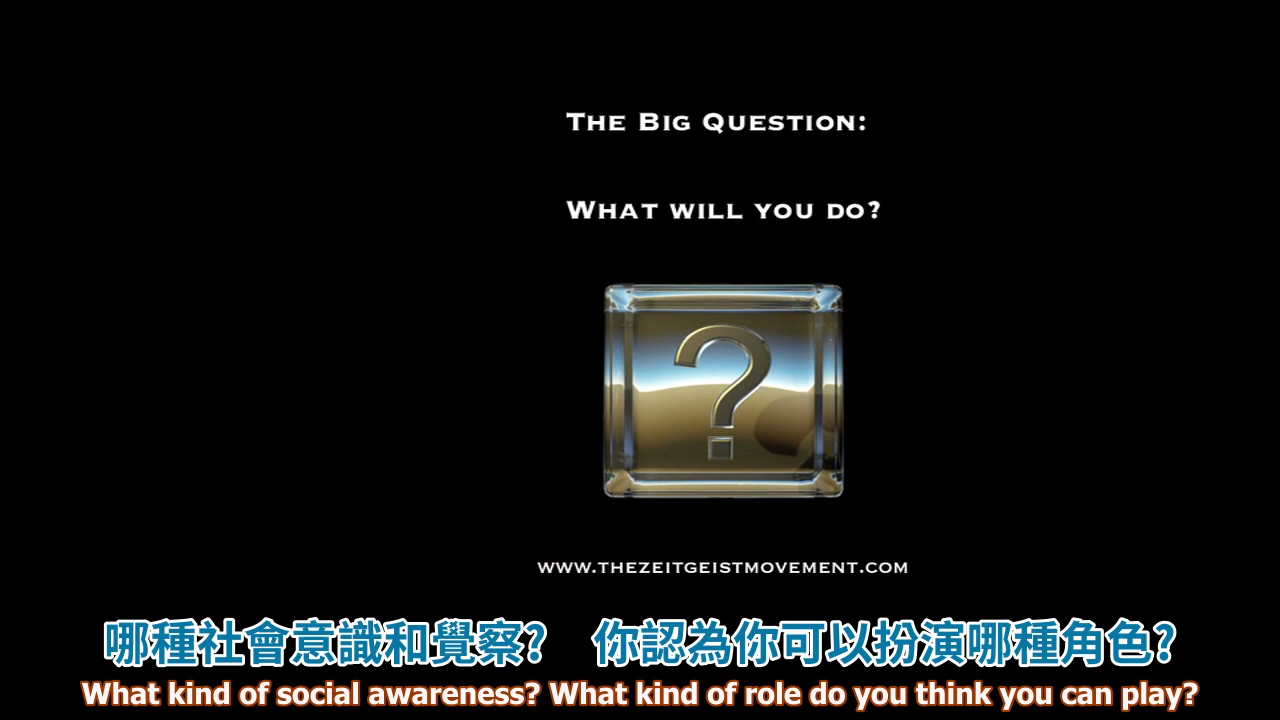 THE BIG QUESTION:
WHAT WILL YOU DO?
?
WWW.THEZEITGEISTMOVEMENT.COM
哪種社會意識和覺察? 你認為你可以扮演哪種角色?
What kind of social awareness? What kind of role do you think you can play?